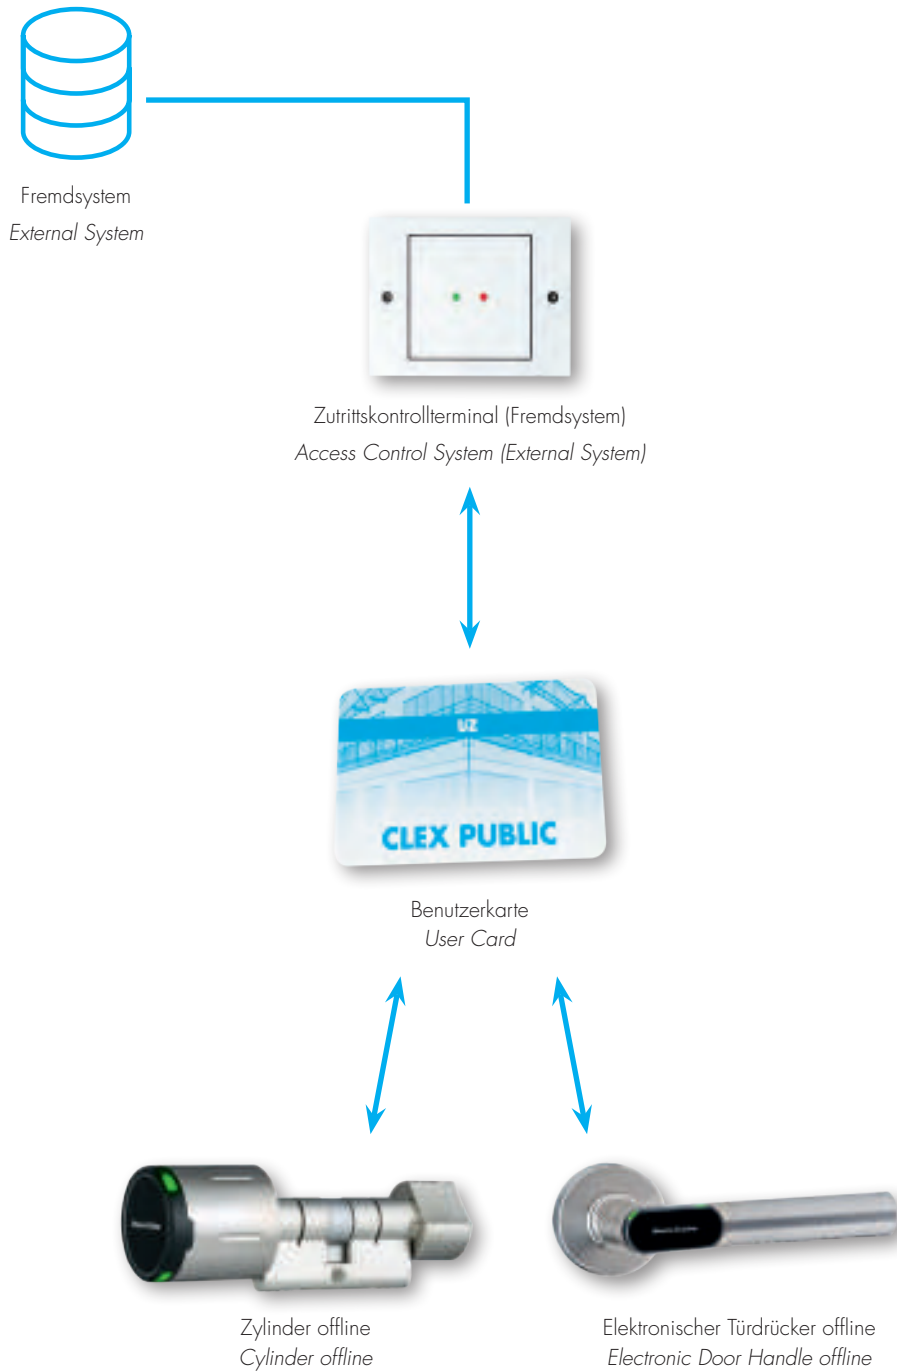 Fremdsystem
External System
Zutrittskontrollterminal (Fremdsystem)
Access Control System (External System)
UZ
CLEX PUBLIC
Benutzerkarte
User Card
Zylinder offline
Cylinder offline
Elektronischer Türdrücker offline
Electronic Door Handle offline